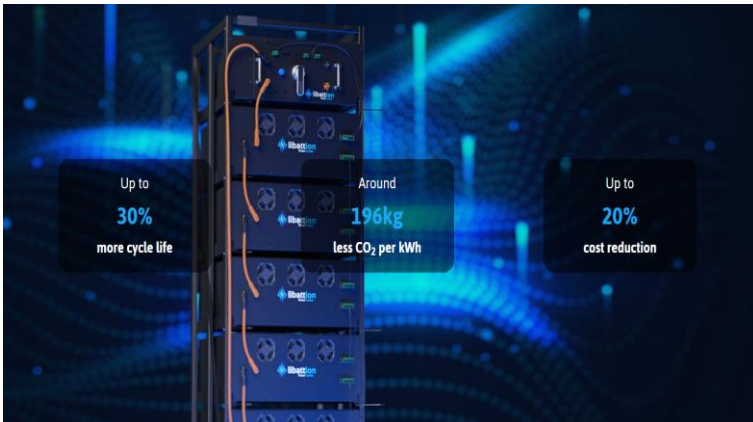 libattion
libattion
libattion
libattion
libattion
Up to
30%
more cycle life
Around
196kg
less CO₂ per kWh
Up to
20%
cost reduction